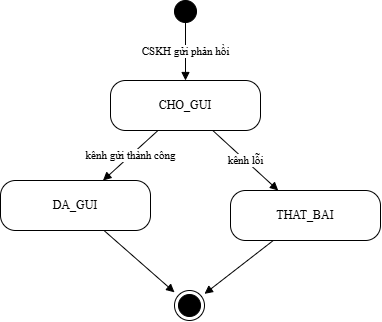 CSKH gửi phản hồi
CHO_GUI
kênh gửi thành công
kênh lỗi
DA_GUI
THAT_BAI